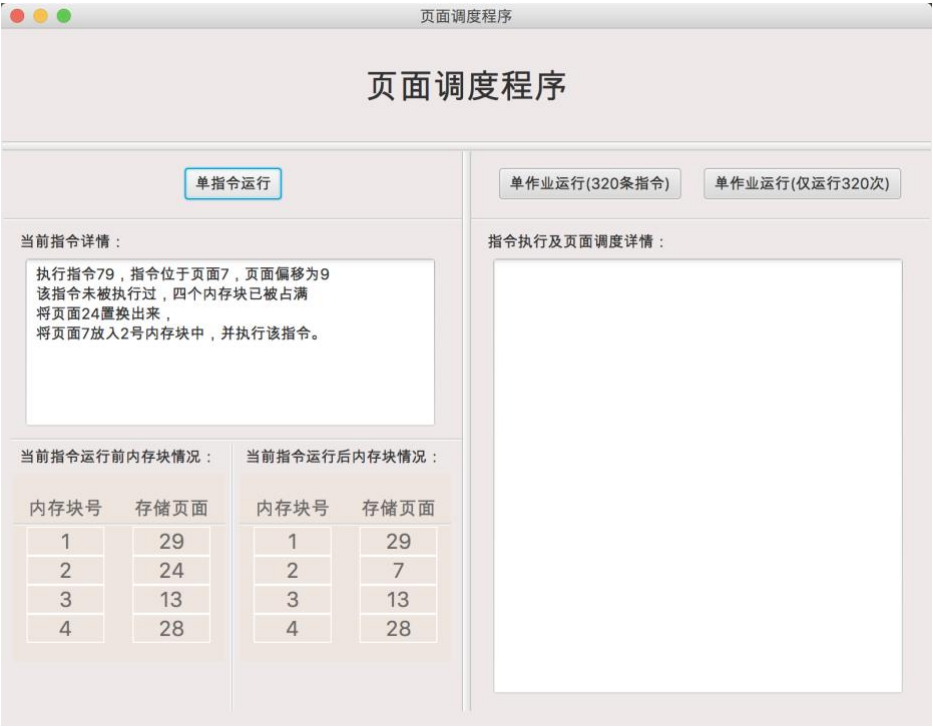 页面调度程序
页面调度程序
单指令运行
单作业运行(320条指令)
单作业运行(仅运行320次)
当前指令详情：
执行指令79，指令位于页面7，页面偏移为9
该指令未被执行过，四个内存块已被占满
将页面24置换出来，
将页面7放入2号内存块中，并执行该指令。
当前指令运行前内存块情况：
内存块号 存储页面
1 29
2 24
3 13
4 28
当前指令运行后内存块情况：
内存块号 存储页面
1 29
2 7
3 13
4 28
指令执行及页面调度详情：